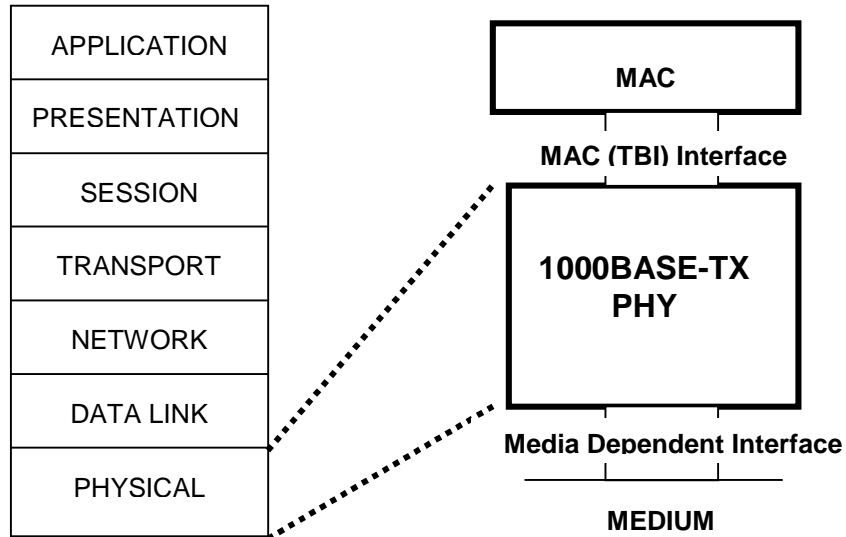 APPLICATION
PRESENTATION
SESSION
TRANSPORT
NETWORK
DATA LINK
PHYSICAL
MAC
MAC (TBI) Interface
1000BASE-TX
PHY
Media Dependent Interface
MEDIUM